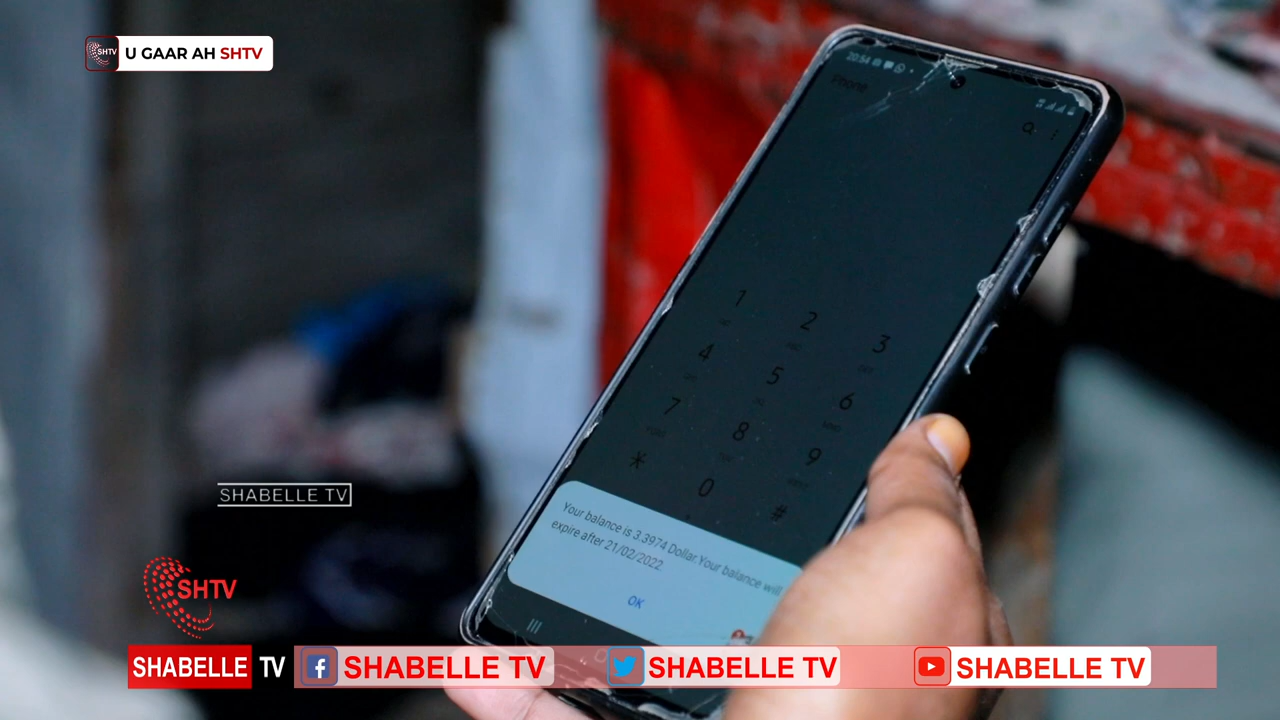 SHTV U GAAR AH SHTV
20:54
Phone
1
2
3
4
5
6
7
8
9
*
0
#
Your balance is 3.3974 Dollar.Your balance will
expire after 21/02/2022
OK
SHABELLE TV
SHTV
SHABELLE TV SHABELLE TV SHABELLE TV SHABELLE TV